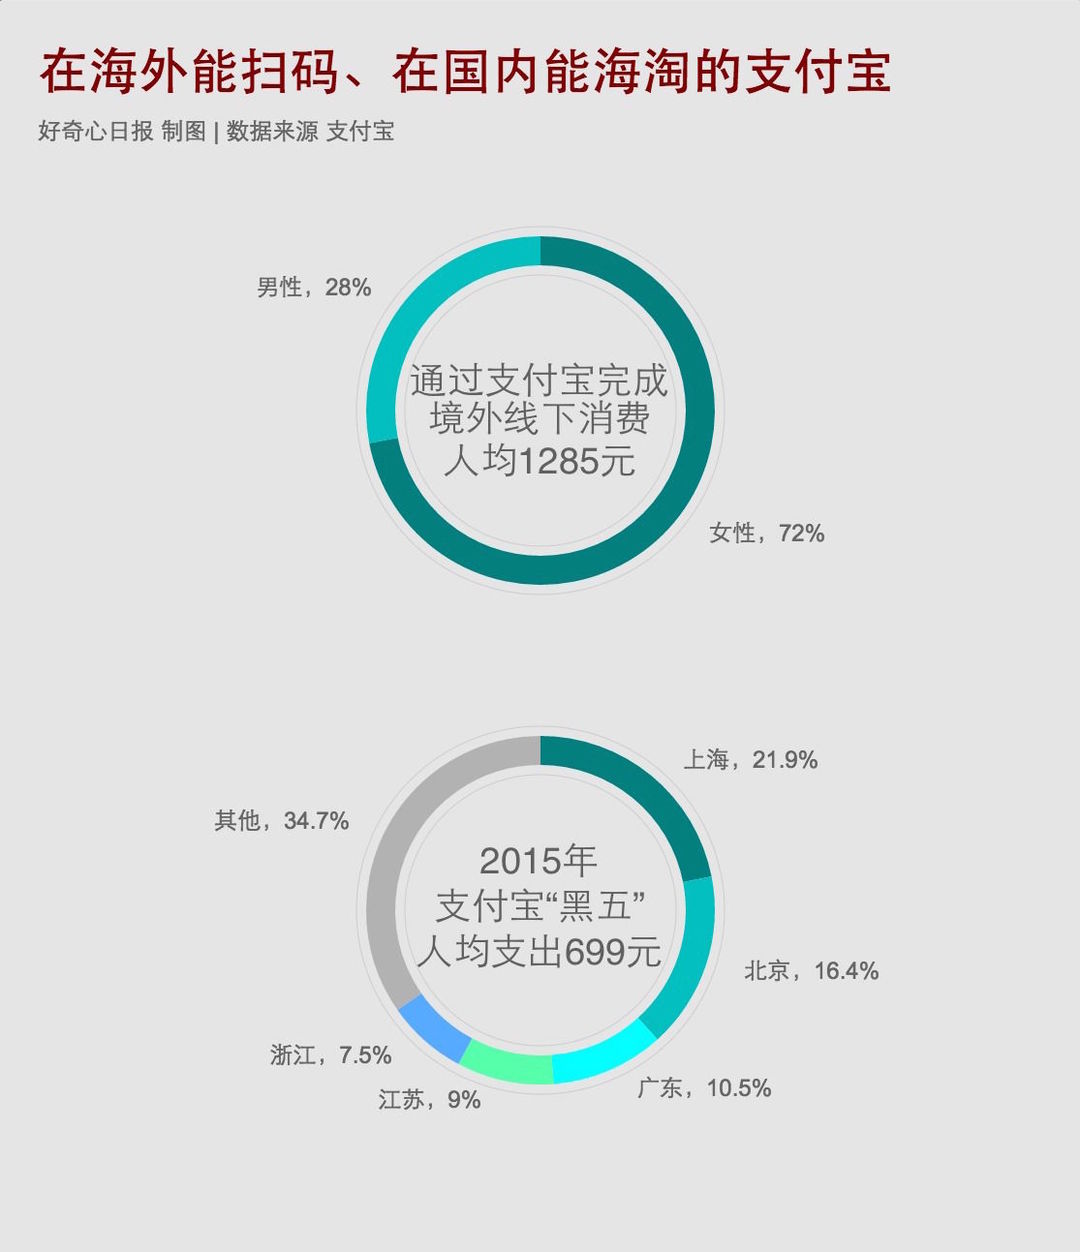 在海外能扫码、在国内能海淘的支付宝
好奇心日报 制图 | 数据来源 支付宝
男性，28%
通过支付宝完成
境外线下消费
人均1285元
女性，72%
上海，21.9%
其他，34.7%
2015年
支付宝“黑五”
人均支出699元
北京，16.4%
浙江，7.5%
广东，10.5%
江苏，9%